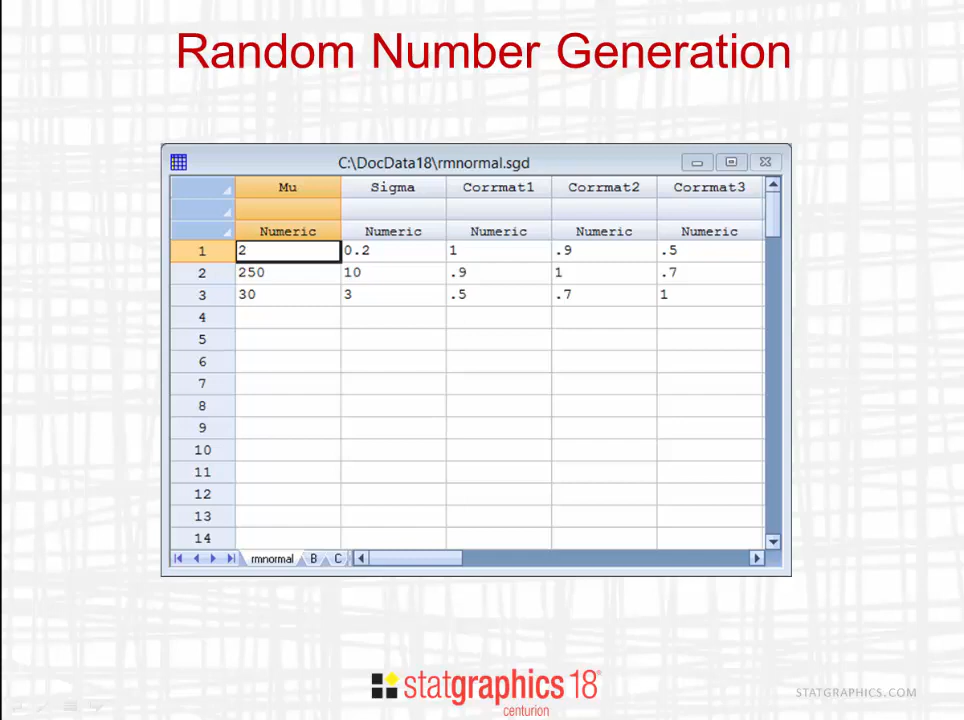 Random Number Generation
C:\DocData18\rmnormal.sgd
Mu Sigma Corrmat1 Corrmat2 Corrmat3
Numeric Numeric Numeric Numeric Numeric
1 2 0.2 1 .9 .5
2 250 10 .9 1 .7
3 30 3 .5 .7 1
4
5
6
7
8
9
10
11
12
13
14
rmnormal B C
statgraphics 18®
centurion
STATGRAPHICS.COM